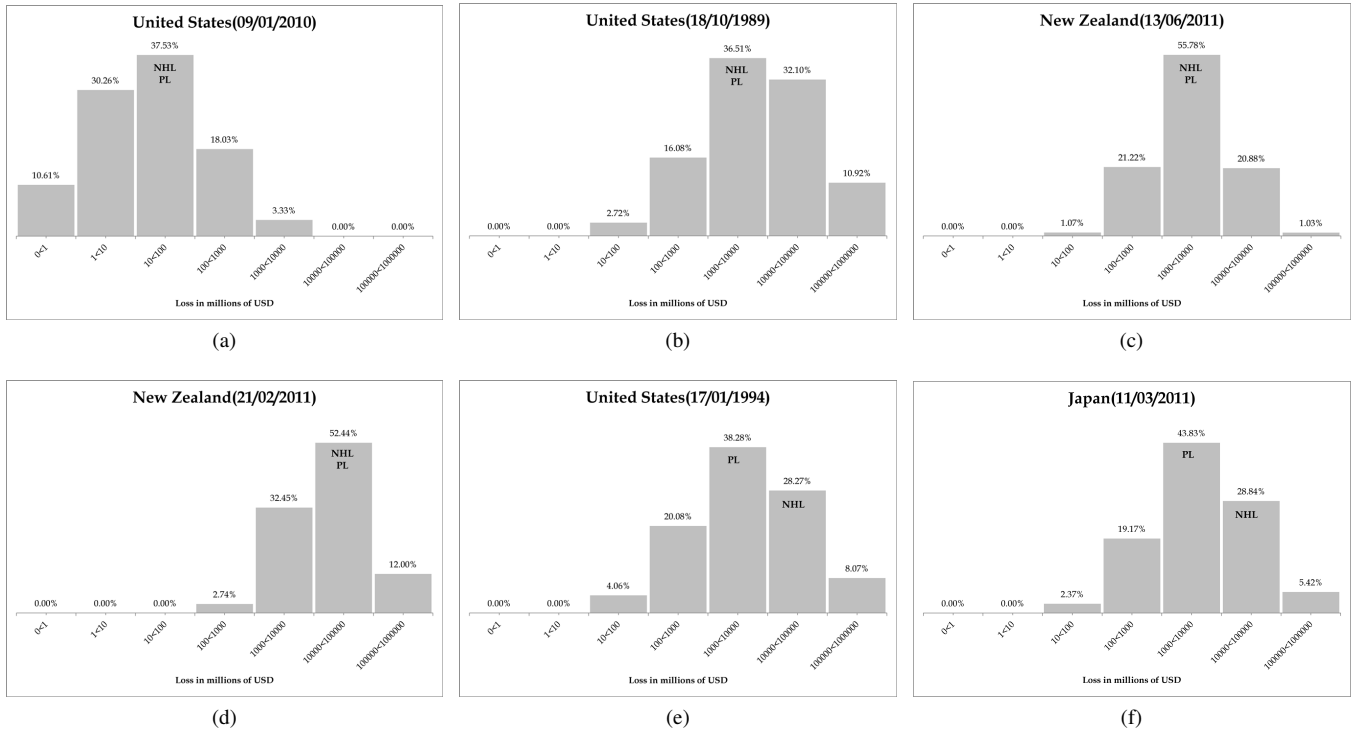 United States(09/01/2010)
37.53%
NHL
PL
30.26%
18.03%
10.61%
3.33%
0.00%
0.00%
0<1
1<10
10<100
100<1000
1000<10000
10000<100000
100000<1000000
Loss in millions of USD
(a)
United States(18/10/1989)
36.51%
NHL
PL
32.10%
16.08%
10.92%
2.72%
0.00%
0.00%
0<1
1<10
10<100
100<1000
1000<10000
10000<100000
100000<1000000
Loss in millions of USD
(b)
New Zealand(13/06/2011)
55.78%
NHL
PL
21.22%
20.88%
0.00%
0.00%
1.07%
1.03%
0<1
1<10
10<100
100<1000
1000<10000
10000<100000
100000<1000000
Loss in millions of USD
(c)
New Zealand(21/02/2011)
52.44%
NHL
PL
32.45%
12.00%
0.00%
0.00%
0.00%
2.74%
0<1
1<10
10<100
100<1000
1000<10000
10000<100000
100000<1000000
Loss in millions of USD
(d)
United States(17/01/1994)
38.28%
PL
28.27%
NHL
20.08%
8.07%
4.06%
0.00%
0.00%
0<1
1<10
10<100
100<1000
1000<10000
10000<100000
100000<1000000
Loss in millions of USD
(e)
Japan(11/03/2011)
43.83%
PL
28.84%
NHL
19.17%
5.42%
2.37%
0.00%
0.00%
0<1
1<10
10<100
100<1000
1000<10000
10000<100000
100000<1000000
Loss in millions of USD
(f)